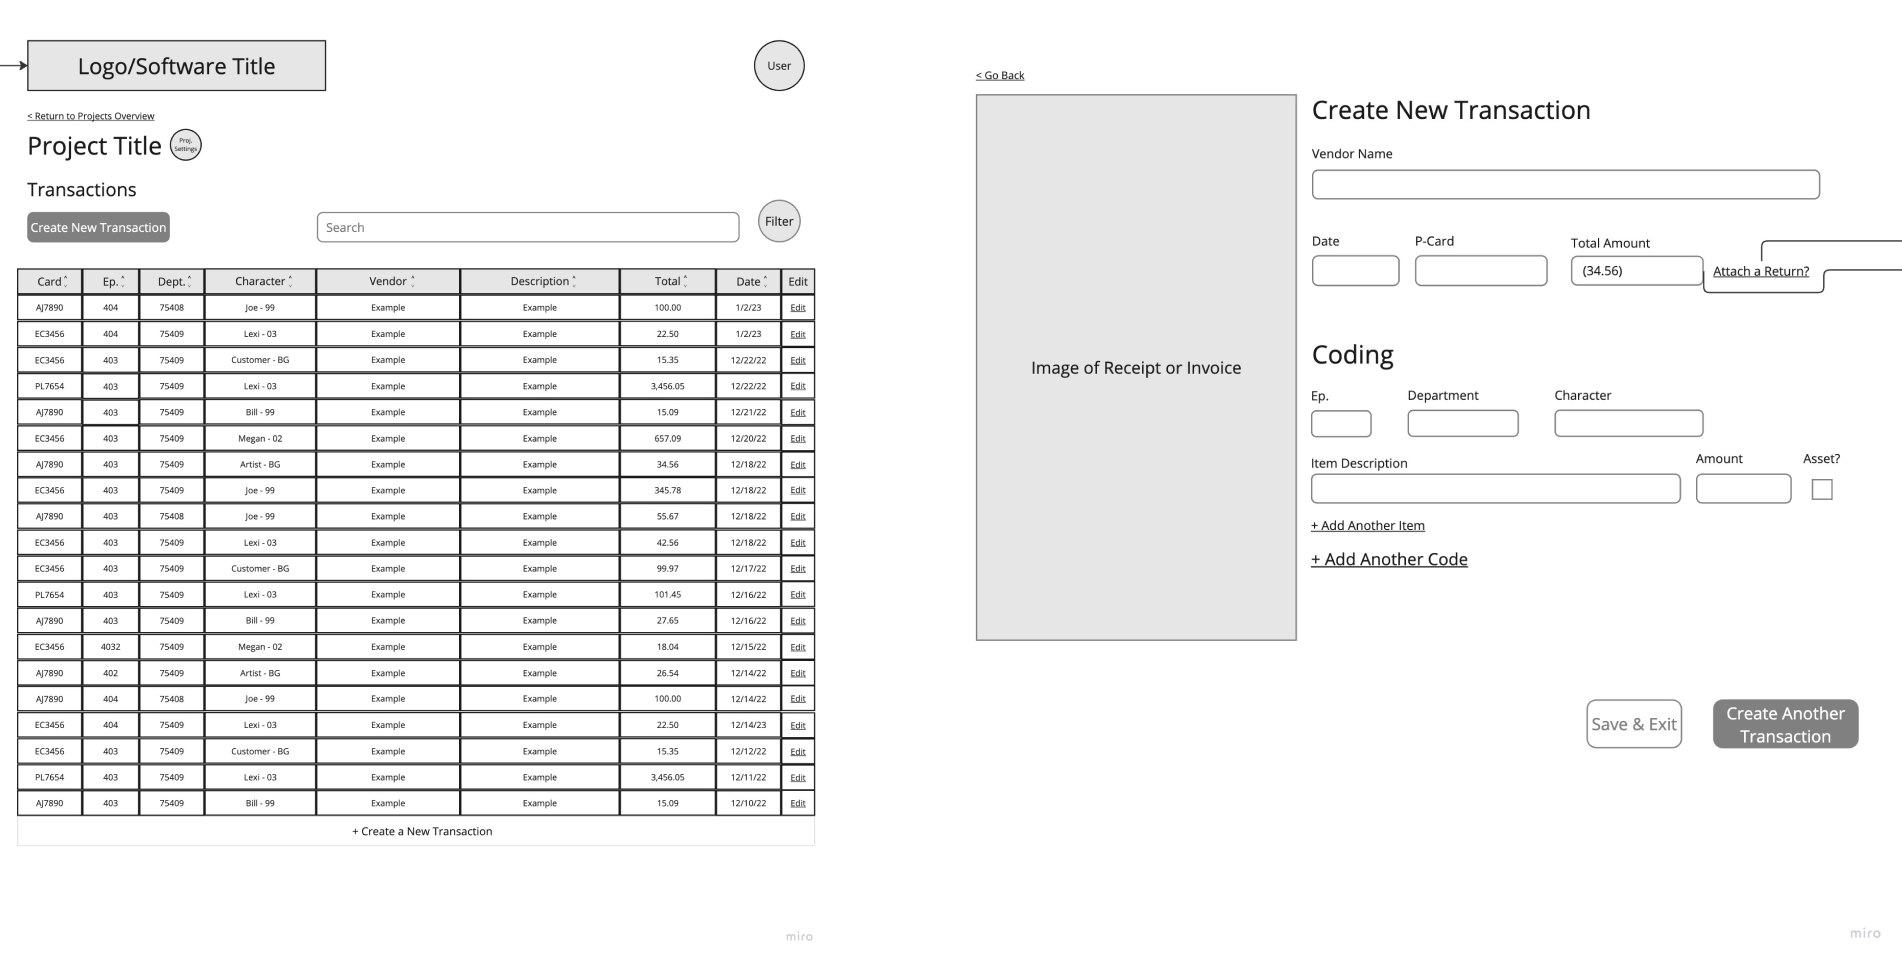 Logo/Software Title
User
< Return to Projects Overview
Project Title
Proj.
Settings
Transactions
Create New Transaction
Search
Filter
Card Ep. Dept. Character Vendor Description Total Date Edit
AJ7890 404 75408 Joe - 99 Example Example 100.00 1/2/23 Edit
EC3456 404 75409 Lexi - 03 Example Example 22.50 1/2/23 Edit
EC3456 403 75409 Customer - BG Example Example 15.35 12/22/22 Edit
PL7654 403 75409 Lexi - 03 Example Example 3,456.05 12/22/22 Edit
AJ7890 403 75409 Bill - 99 Example Example 15.09 12/21/22 Edit
EC3456 403 75409 Megan - 02 Example Example 657.09 12/20/22 Edit
AJ7890 403 75409 Artist - BG Example Example 34.56 12/18/22 Edit
EC3456 403 75409 Joe - 99 Example Example 345.78 12/18/22 Edit
AJ7890 403 75408 Joe - 99 Example Example 55.67 12/18/22 Edit
EC3456 403 75409 Lexi - 03 Example Example 42.56 12/18/22 Edit
EC3456 403 75409 Customer - BG Example Example 99.97 12/17/22 Edit
PL7654 403 75409 Lexi - 03 Example Example 101.45 12/16/22 Edit
AJ7890 403 75409 Bill - 99 Example Example 27.65 12/16/22 Edit
EC3456 4032 75409 Megan - 02 Example Example 18.04 12/15/22 Edit
AJ7890 402 75409 Artist - BG Example Example 26.54 12/14/22 Edit
AJ7890 404 75408 Joe - 99 Example Example 100.00 12/14/22 Edit
EC3456 404 75409 Lexi - 03 Example Example 22.50 12/14/23 Edit
EC3456 403 75409 Customer - BG Example Example 15.35 12/12/22 Edit
PL7654 403 75409 Lexi - 03 Example Example 3,456.05 12/11/22 Edit
AJ7890 403 75409 Bill - 99 Example Example 15.09 12/10/22 Edit
+ Create a New Transaction
miro
< Go Back
Image of Receipt or Invoice
Create New Transaction
Vendor Name
Date P-Card Total Amount
(34.56) Attach a Return?
Coding
Ep. Department Character
Item Description Amount Asset?
+ Add Another Item
+ Add Another Code
Save & Exit
Create Another
Transaction
miro